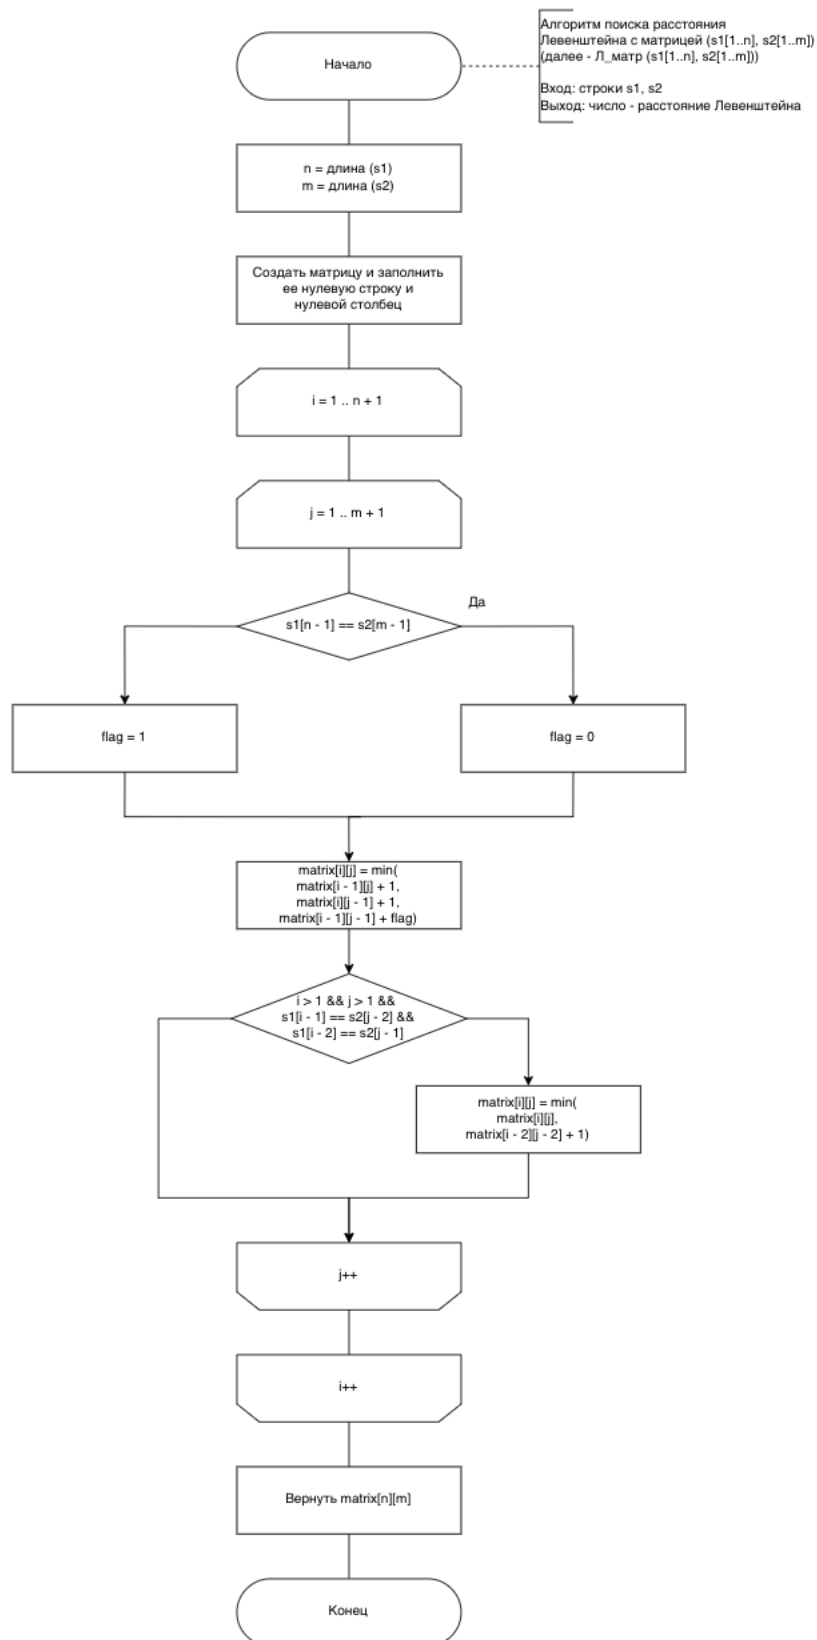 Алгоритм поиска расстояния
Левенштейна с матрицей (s1[1..n], s2[1..m])
(далее - Л_матр (s1[1..n], s2[1..m]))
Вход: строки s1, s2
Выход: число - расстояние Левенштейна
Начало
n = длина (s1)
m = длина (s2)
Создать матрицу и заполнить
ее нулевую строку и
нулевой столбец
i = 1 .. n + 1
j = 1 .. m + 1
Да
s1[n - 1] == s2[m - 1]
flag = 1
flag = 0
matrix[i][j] = min(
matrix[i - 1][j] + 1,
matrix[i][j - 1] + 1,
matrix[i - 1][j - 1] + flag)
i > 1 && j > 1 &&
s1[i - 1] == s2[j - 2] &&
s1[i - 2] == s2[j - 1]
matrix[i][j] = min(
matrix[i][j],
matrix[i - 2][j - 2] + 1)
j++
i++
Вернуть matrix[n][m]
Конец